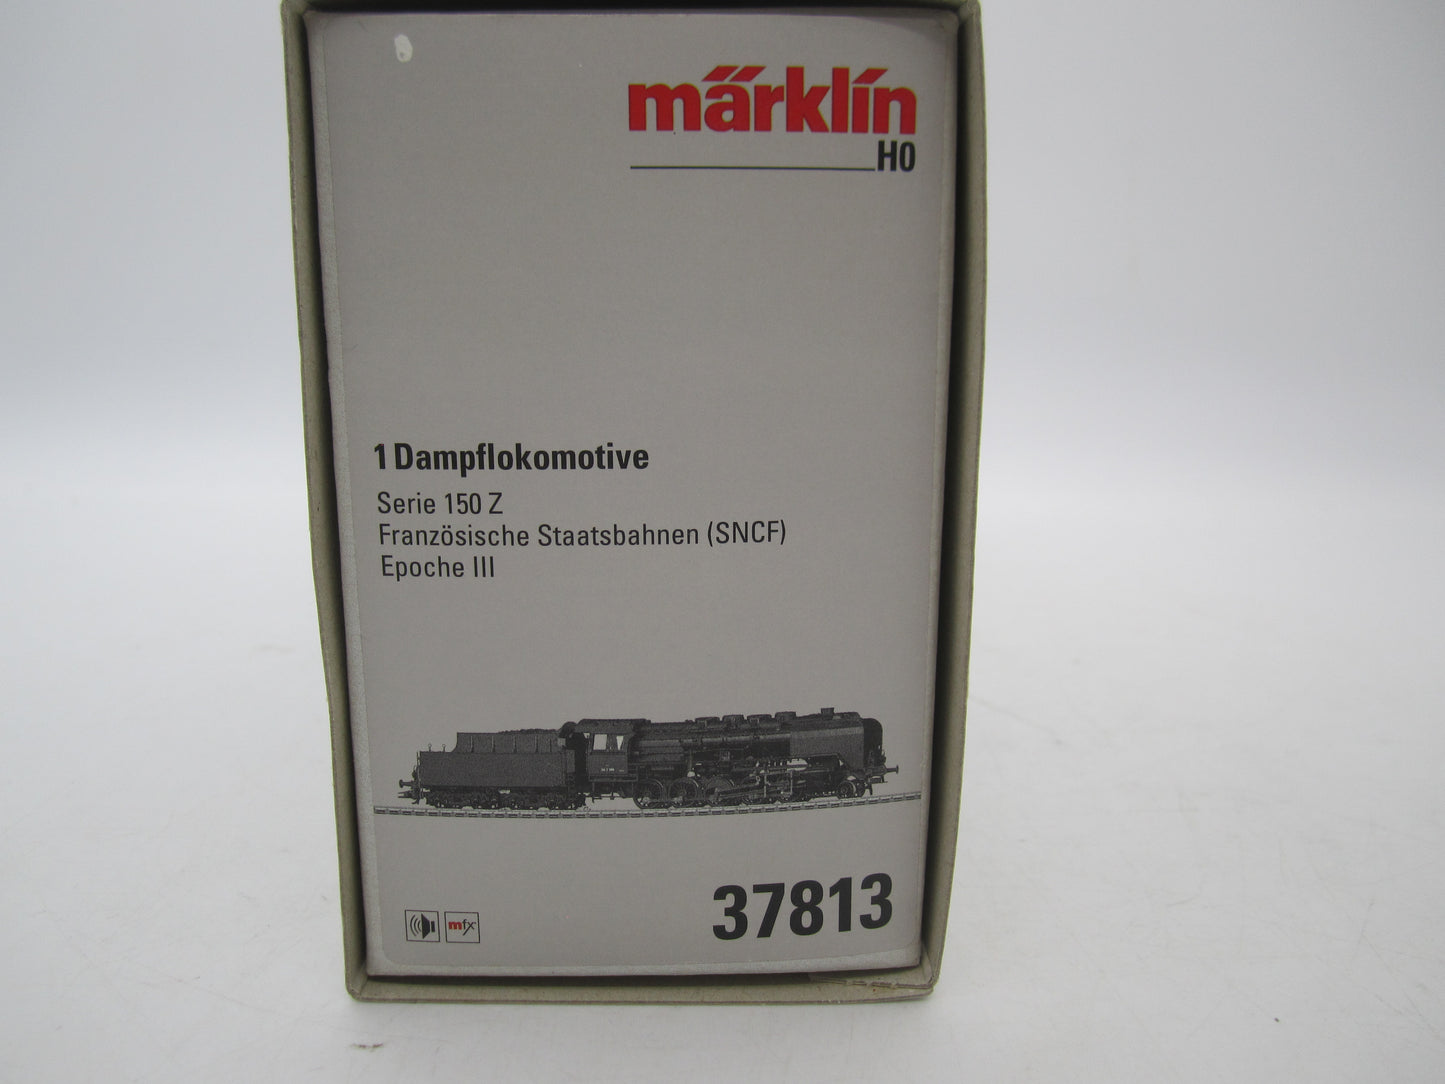 märklin
H0
1 Dampflokomotive
Serie 150 Z
Französische Staatsbahnen (SNCF)
Epoche III
37813
mfx